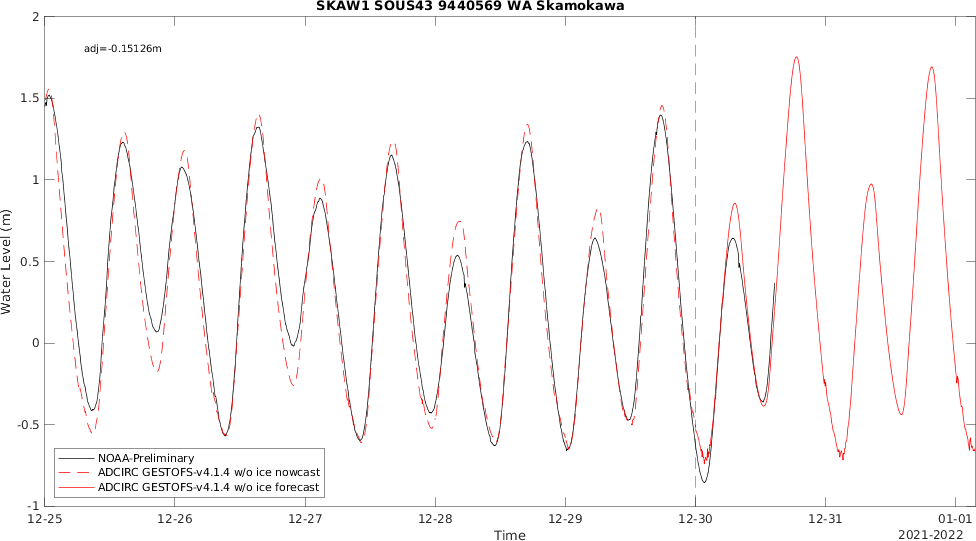 SKAW1 SOUS43 9440569 WA Skamokawa
adj=-0.15126m
2
1.5
1
0.5
0
-0.5
-1
Water Level (m)
NOAA-Preliminary
ADCIRC GESTOFS-v4.1.4 w/o ice nowcast
ADCIRC GESTOFS-v4.1.4 w/o ice forecast
12-25 12-26 12-27 12-28 12-29 12-30 12-31 01-01
Time
2021-2022